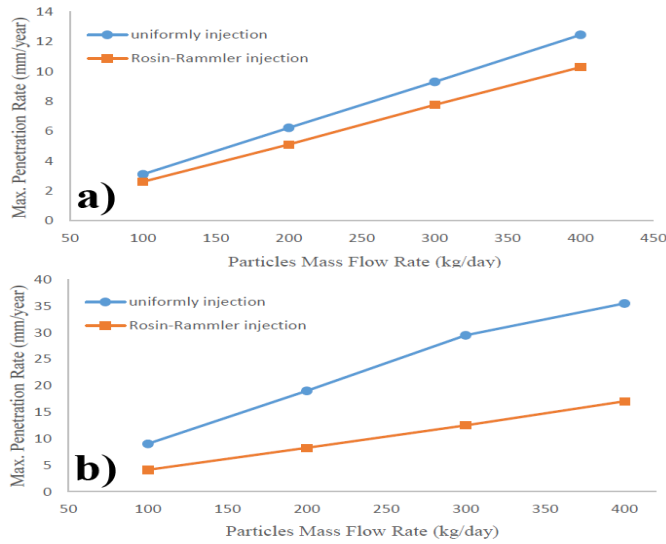 14
12
10
8
6
4
2
0
Max. Penetration Rate (mm/year)
uniformly injection
Rosin-Rammler injection
a)
50 100 150 200 250 300 350 400 450
Particles Mass Flow Rate (kg/day)
40
35
30
25
20
15
10
5
0
Max. Penetration Rate (mm/year)
uniformly injection
Rosin-Rammler injection
b)
50 100 150 200 250 300 350 400
Particles Mass Flow Rate (kg/day)